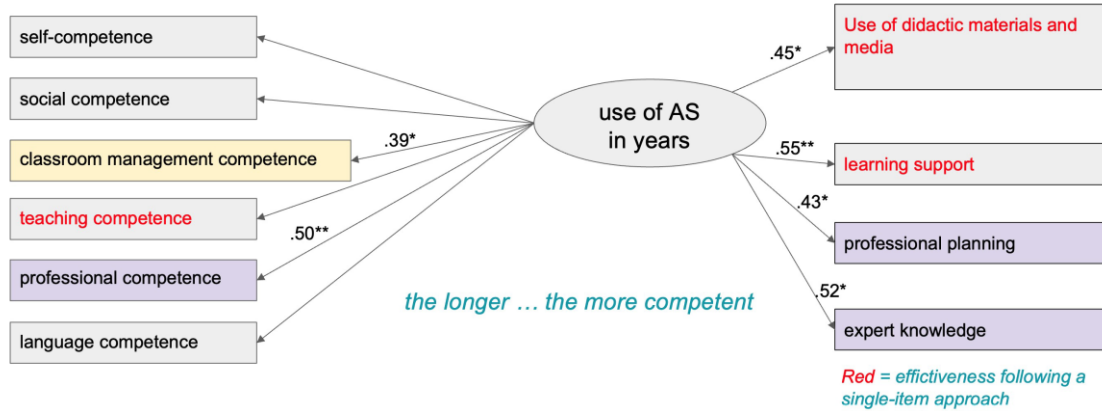 self-competence
social competence
classroom management competence
teaching competence
professional competence
language competence
.39*
.50**
use of AS
in years
the longer … the more competent
.45*
.55**
.43*
.52*
Use of didactic materials and
media
learning support
professional planning
expert knowledge
Red = effictiveness following a
single-item approach